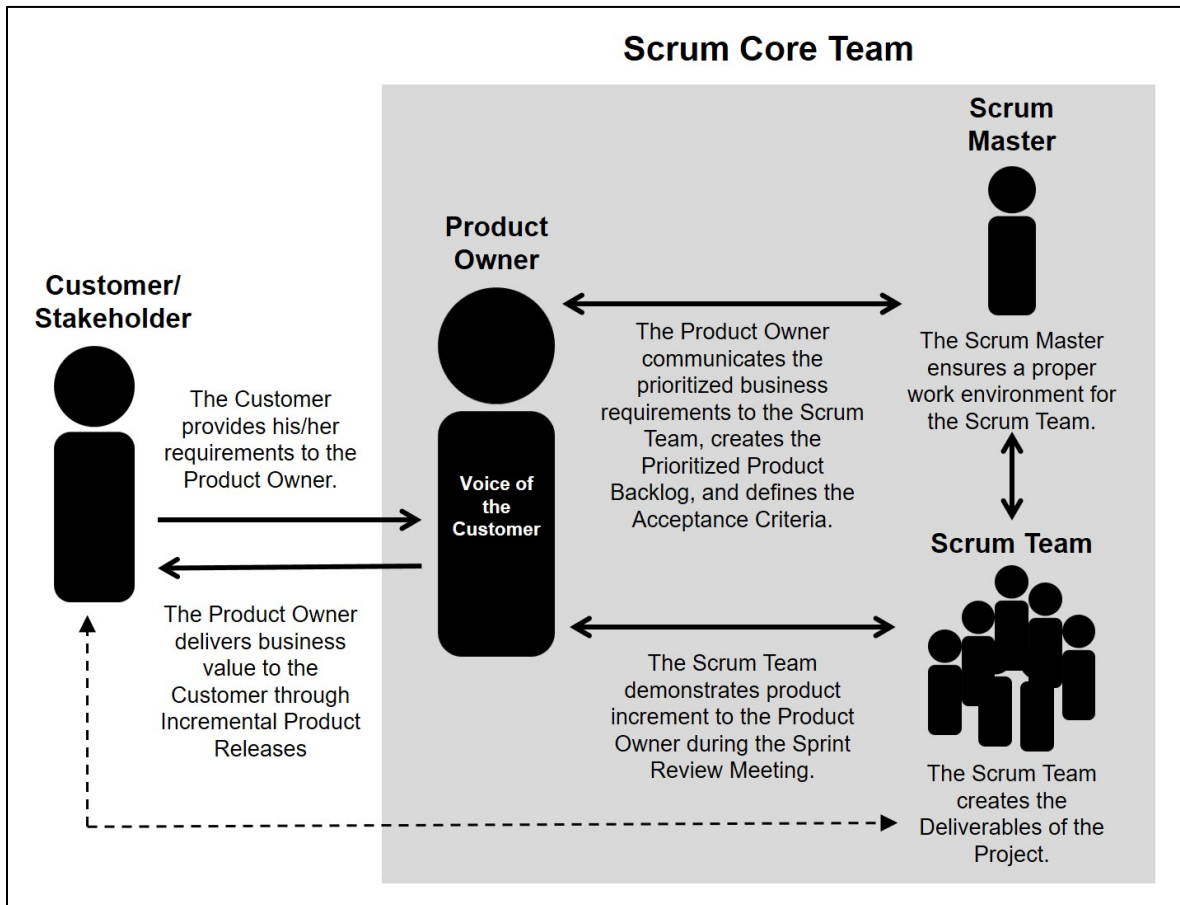 Scrum Core Team
Scrum
Master
Product
Owner
Customer/
Stakeholder
The Customer
provides his/her
requirements to the
Product Owner.
Voice of
the
Customer
The Product Owner
communicates the
prioritized business
requirements to the Scrum
Team, creates the
Prioritized Product
Backlog, and defines the
Acceptance Criteria.
The Scrum Master
ensures a proper
work environment for
the Scrum Team.
Scrum Team
The Product Owner
delivers business
value to the
Customer through
Incremental Product
Releases
The Scrum Team
demonstrates product
increment to the Product
Owner during the Sprint
Review Meeting.
The Scrum Team
creates the
Deliverables of the
Project.